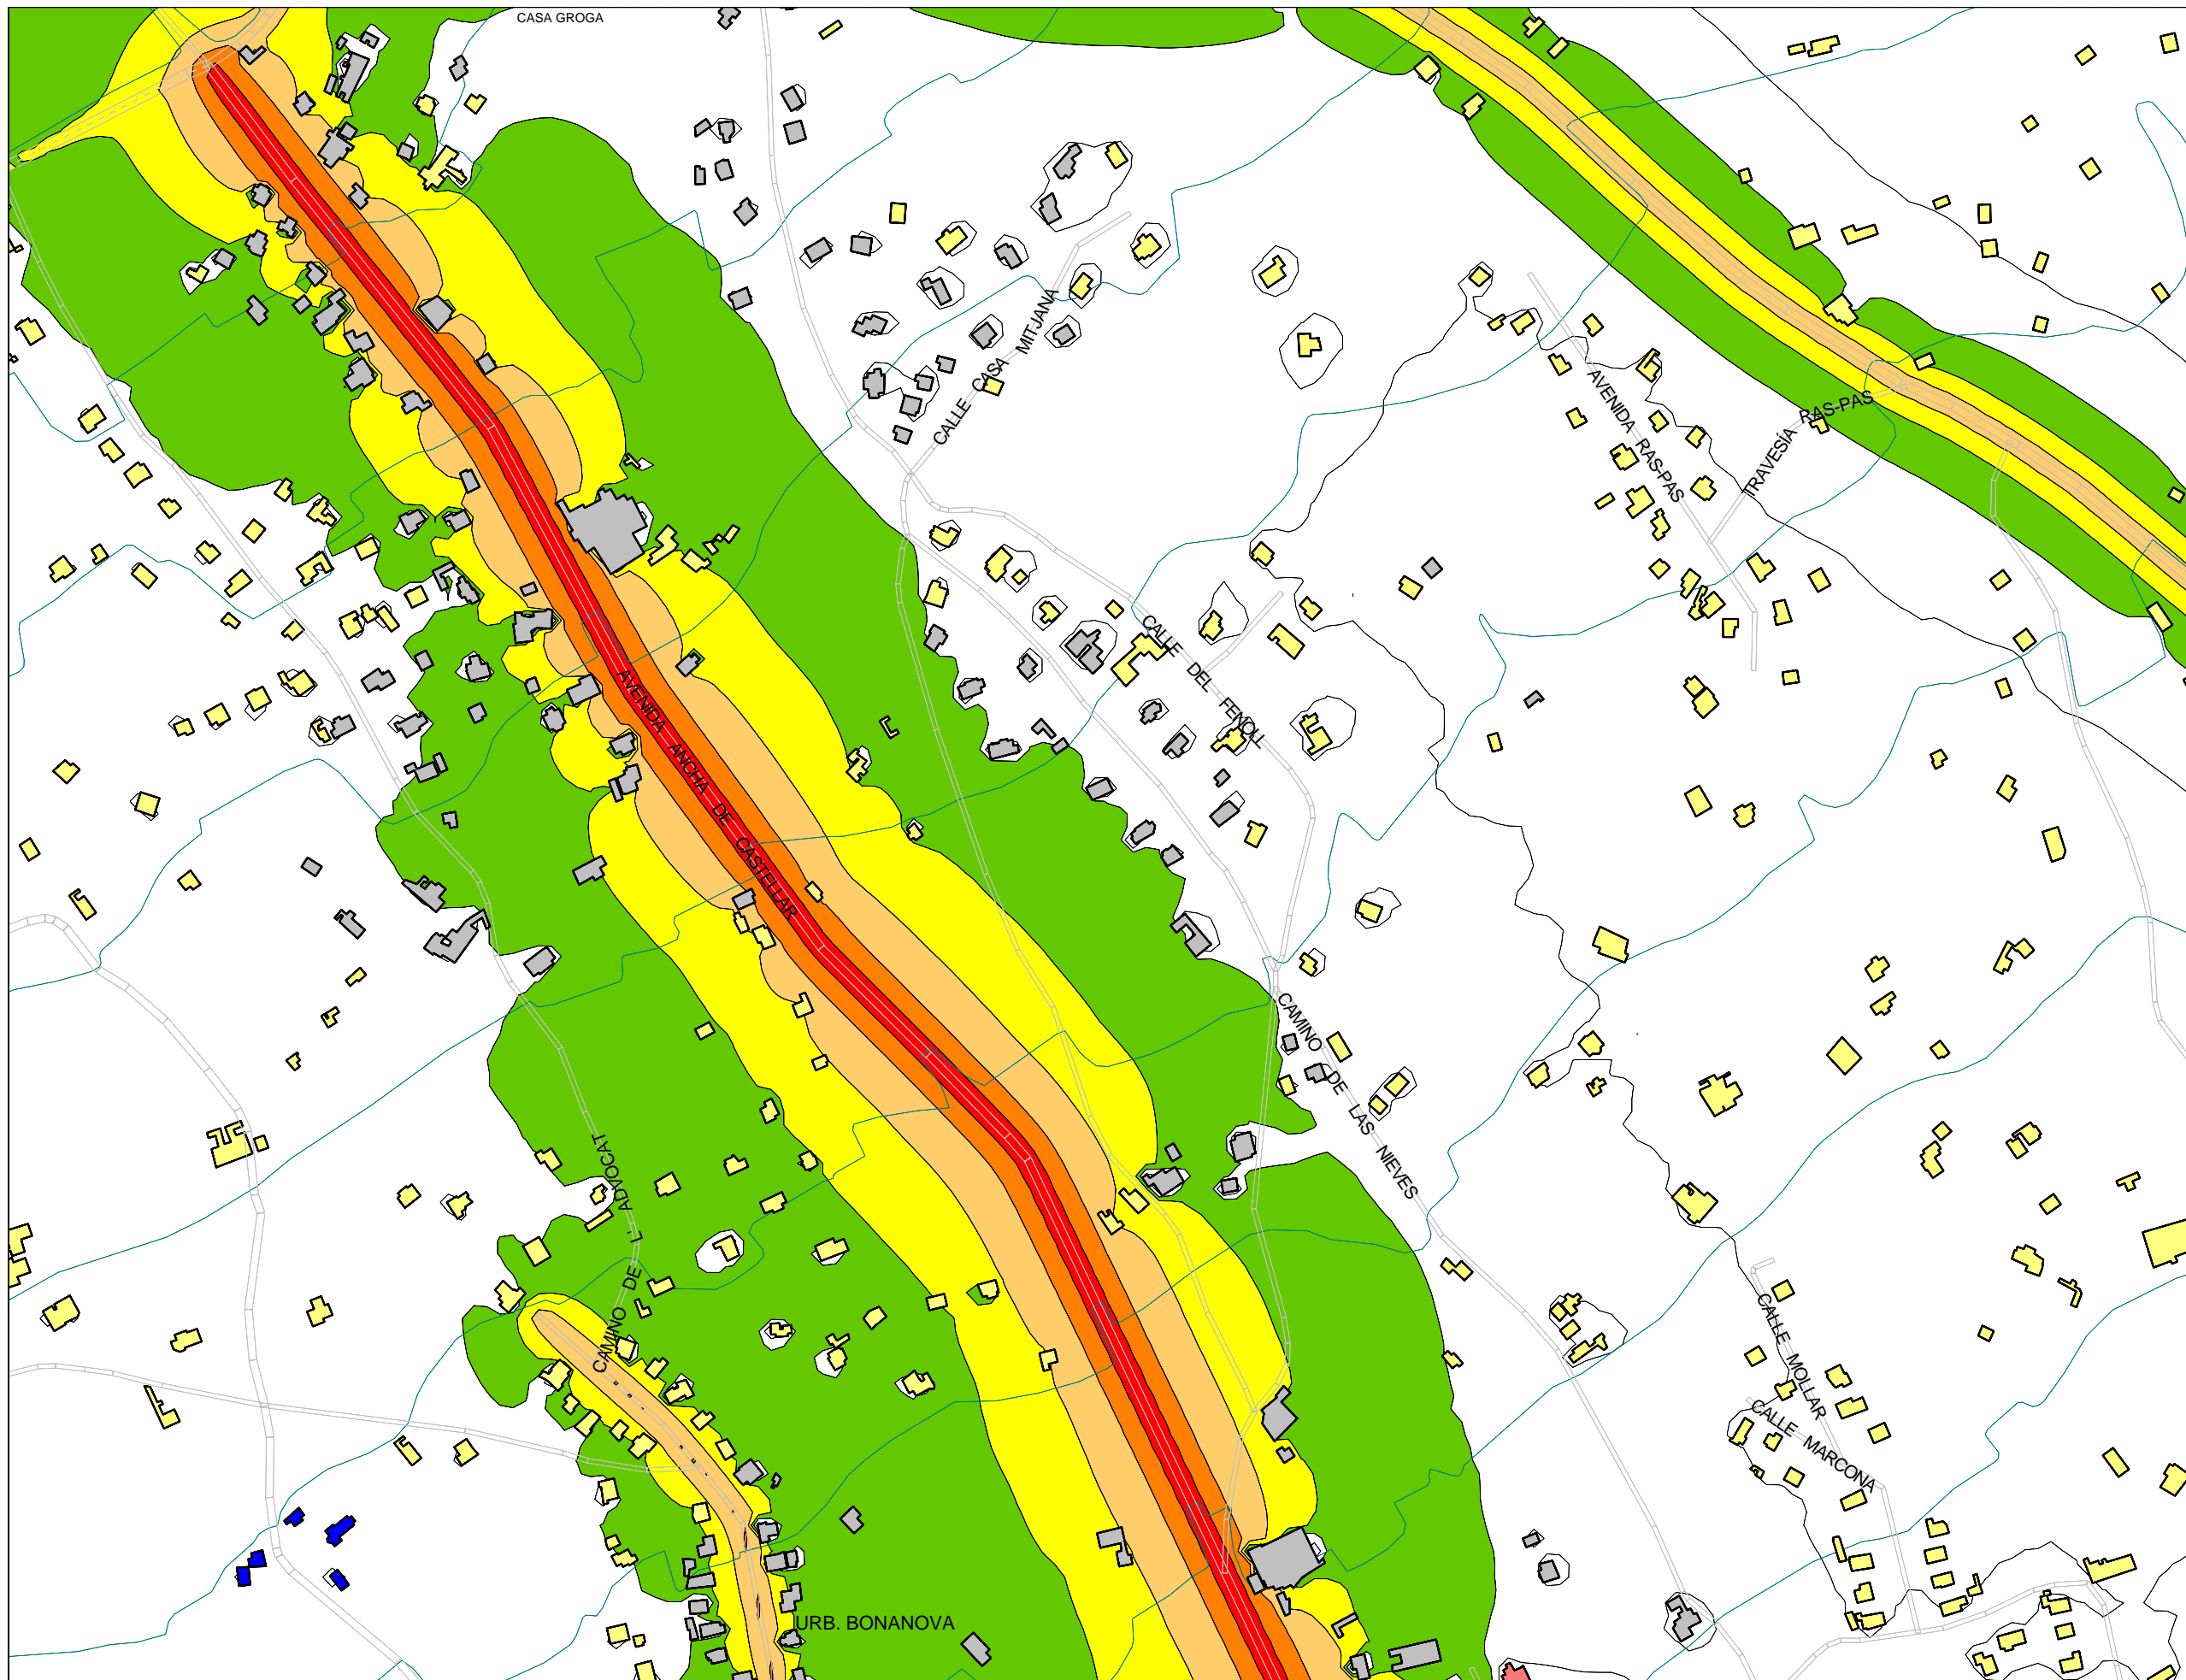 CASA GROGA
CALLE CASA MITJANA
AVENIDA RAS-PAS
TRAVESÍA RAS-PAS
CALLE DEL FENOLL
AVENIDA ANCHA DE CASTELLAR
CAMINO DE LAS NIEVES
CAMINO DE L' ADVOCAT
CALLE MOLLAR
CALLE MARCONA
URB. BONANOVA